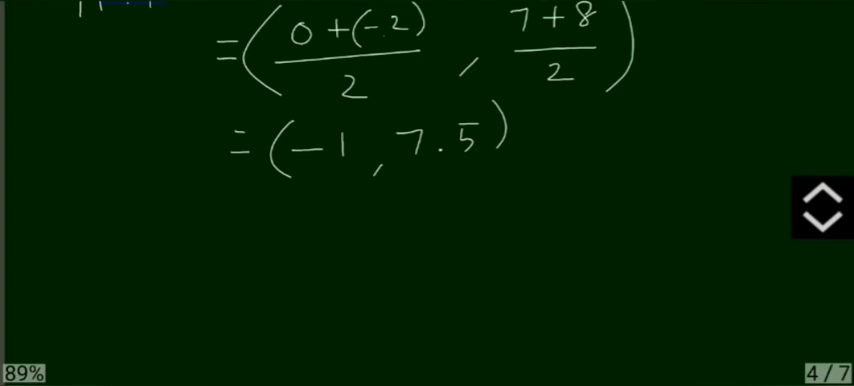 =(0+(-2)/2, 7+8/2)
=(-1, 7.5)
89%
4/7